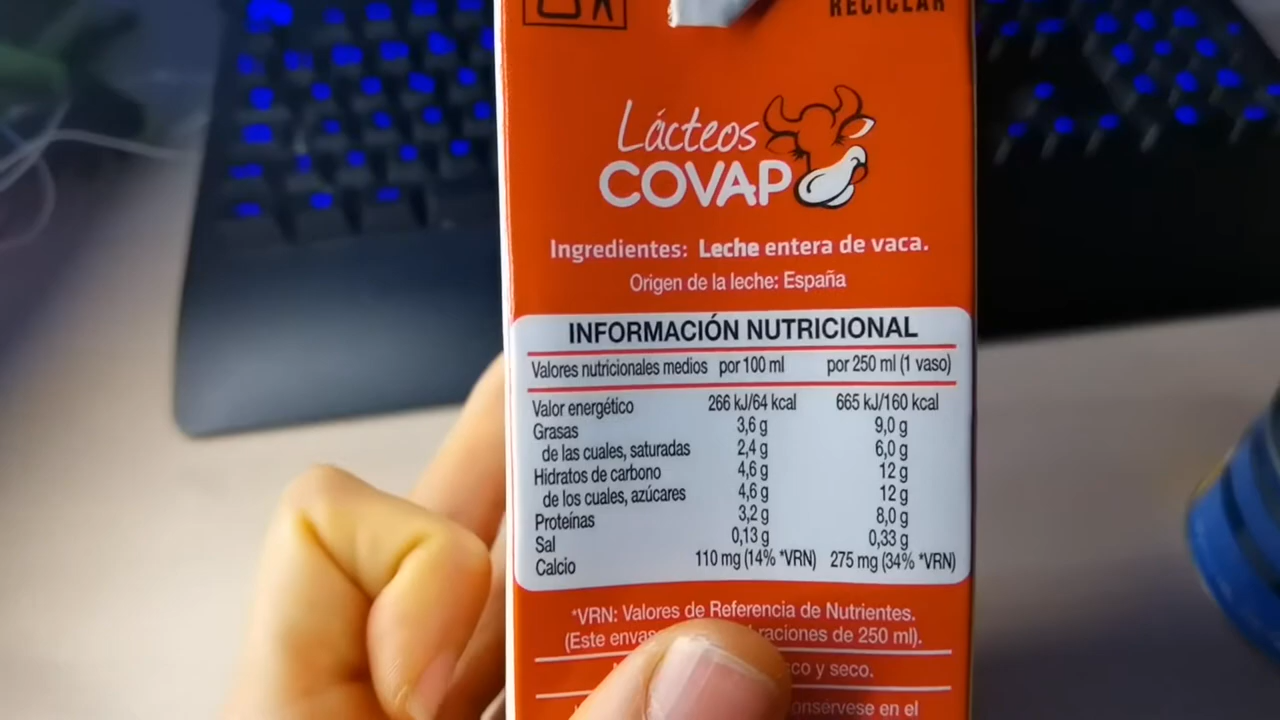 RECICLAR
Lácteos
COVAP
Ingredientes: Leche entera de vaca.
Origen de la leche: España
INFORMACIÓN NUTRICIONAL
Valores nutricionales medios por 100 ml por 250 ml (1 vaso)
Valor energético 266 kJ/64 kcal 665 kJ/160 kcal
Grasas 3,6 g 9,0 g
de las cuales, saturadas 2,4 g 6,0 g
Hidratos de carbono 4,6 g 12 g
de los cuales, azúcares 4,6 g 12 g
Proteínas 3,2 g 8,0 g
Sal 0,13 g 0,33 g
Calcio 110 mg (14% *VRN) 275 mg (34% *VRN)
*VRN: Valores de Referencia de Nutrientes.
(Este de 250 ml).
y seco.
en el